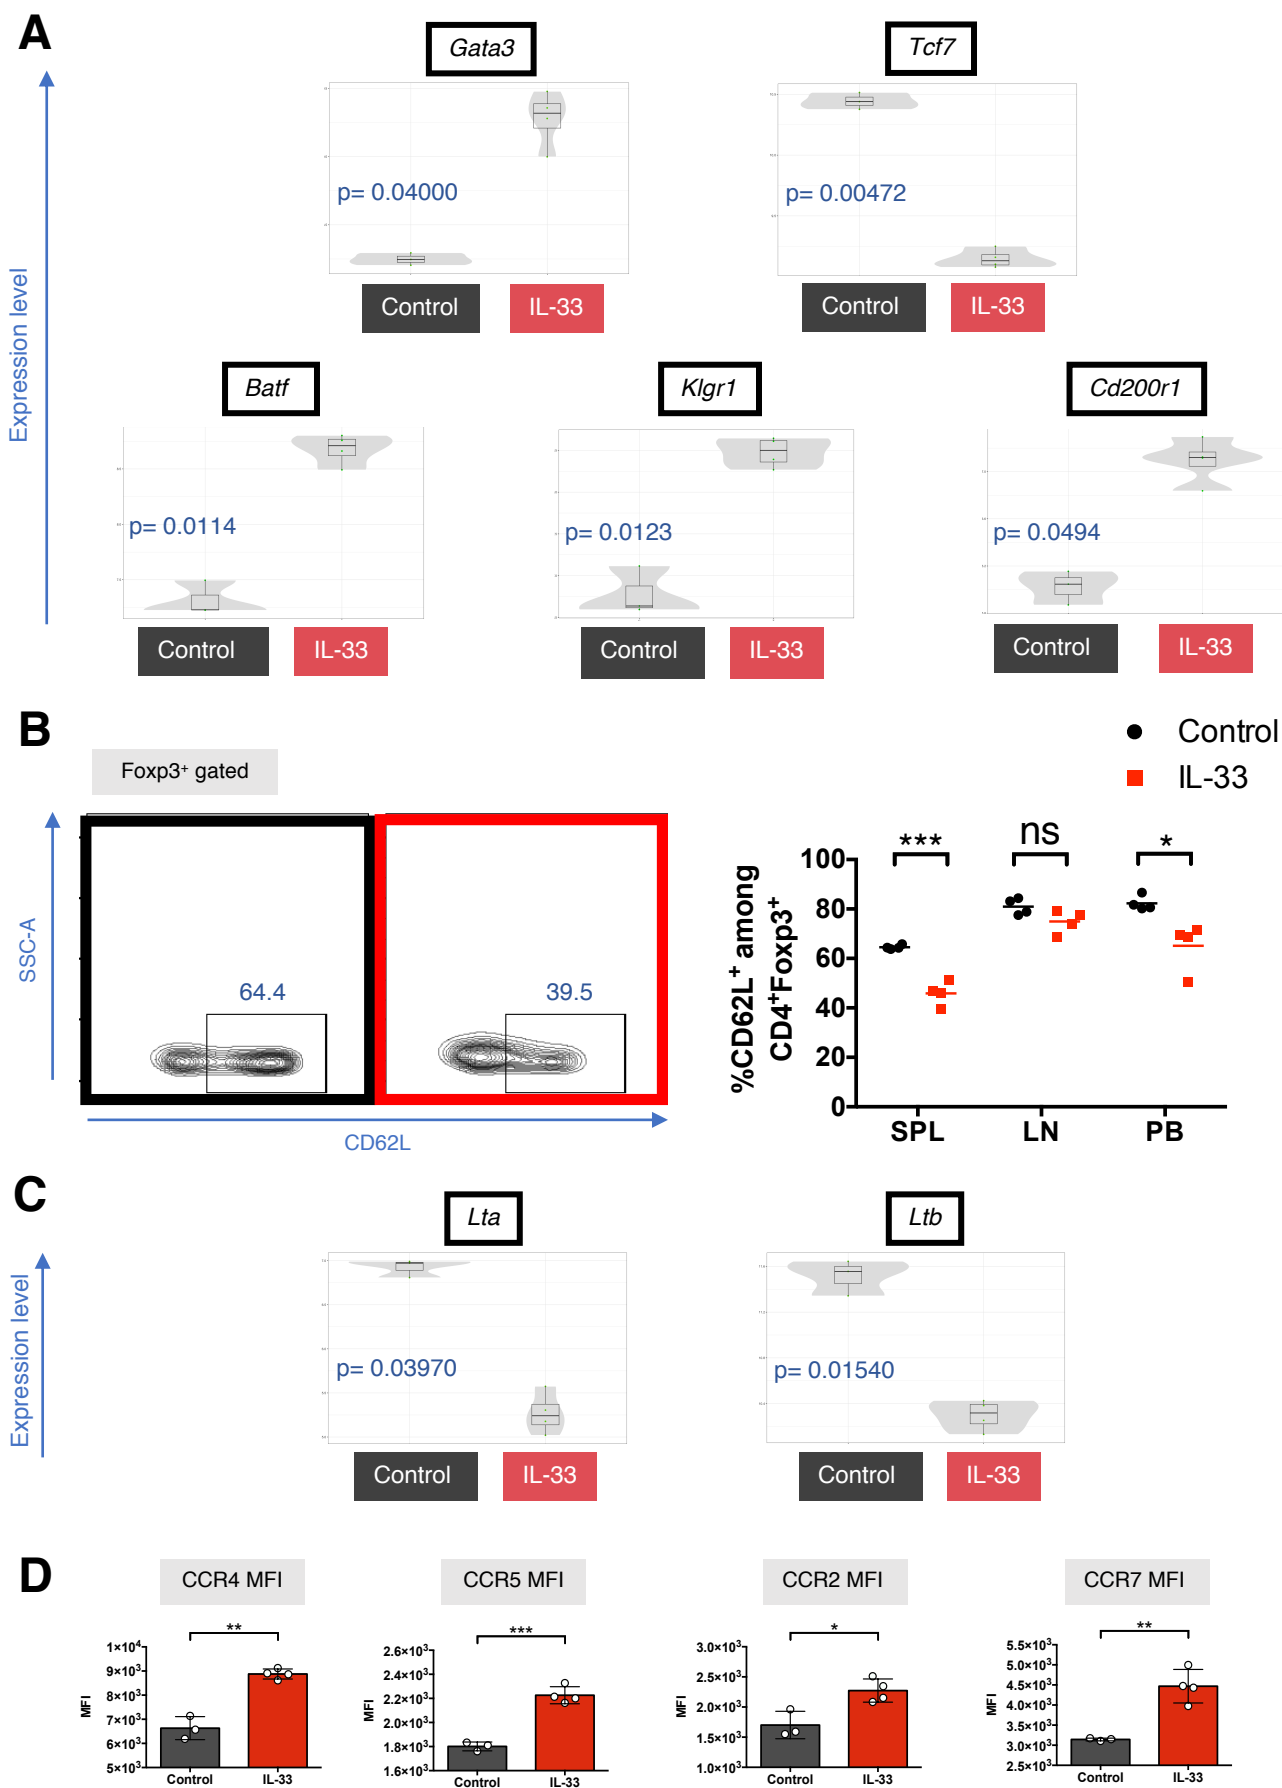 A
Gata3
Tcf7
Expression level
p= 0.04000
p= 0.00472
Control
IL-33
Control
IL-33
Batf
Klgr1
Cd200r1
p= 0.0114
p= 0.0123
p= 0.0494
Control
IL-33
Control
IL-33
Control
IL-33
B
Foxp3+ gated
Control
IL-33
SSC-A
64.4
39.5
CD62L
%CD62L+ among
CD4+Foxp3+
***
ns
*
100
80
60
40
20
0
SPL
LN
PB
C
Lta
Ltb
Expression level
p= 0.03970
p= 0.01540
Control
IL-33
Control
IL-33
D
CCR4 MFI
CCR5 MFI
CCR2 MFI
CCR7 MFI
**
MFI
1×10⁴
9×10³
8×10³
7×10³
6×10³
5×10³
Control
IL-33
***
MFI
2.6×10³
2.4×10³
2.2×10³
2.0×10³
1.8×10³
1.6×10³
Control
IL-33
*
MFI
3.0×10³
2.5×10³
2.0×10³
1.5×10³
1.0×10³
Control
IL-33
**
MFI
5.5×10³
5.0×10³
4.5×10³
4.0×10³
3.5×10³
3.0×10³
2.5×10³
Control
IL-33